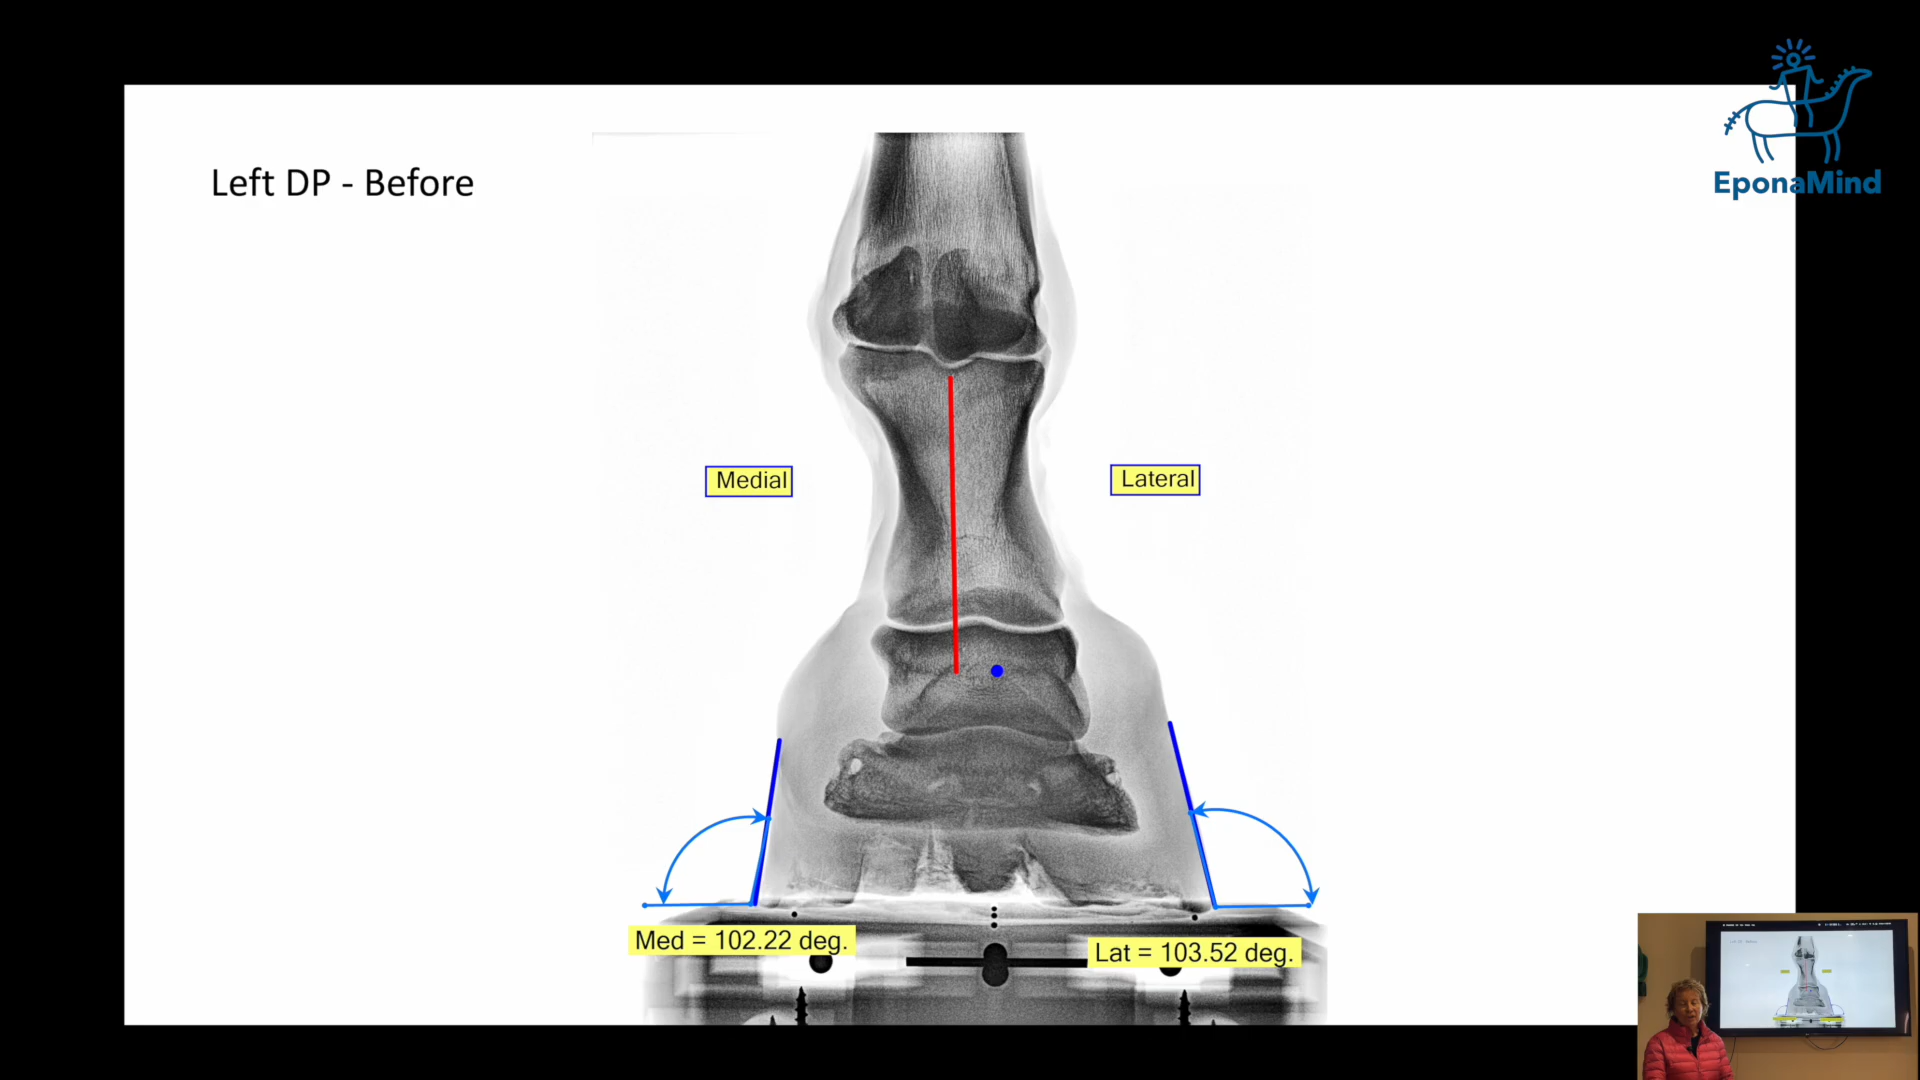 Left DP - Before
EponaMind
Medial
Lateral
Med = 102.22 deg.
Lat = 103.52 deg.